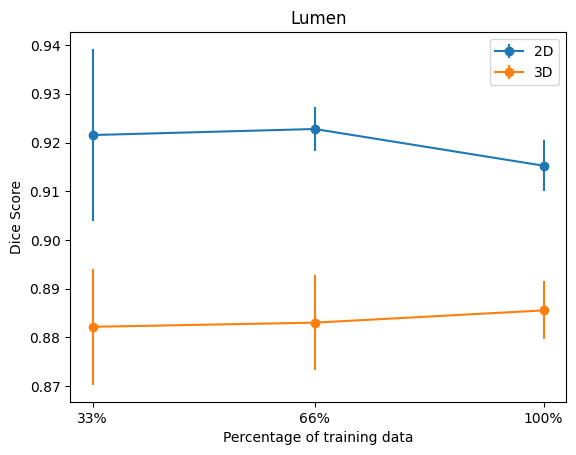 Lumen
2D
3D
Dice Score
0.94
0.93
0.92
0.91
0.90
0.89
0.88
0.87
33%
66%
100%
Percentage of training data